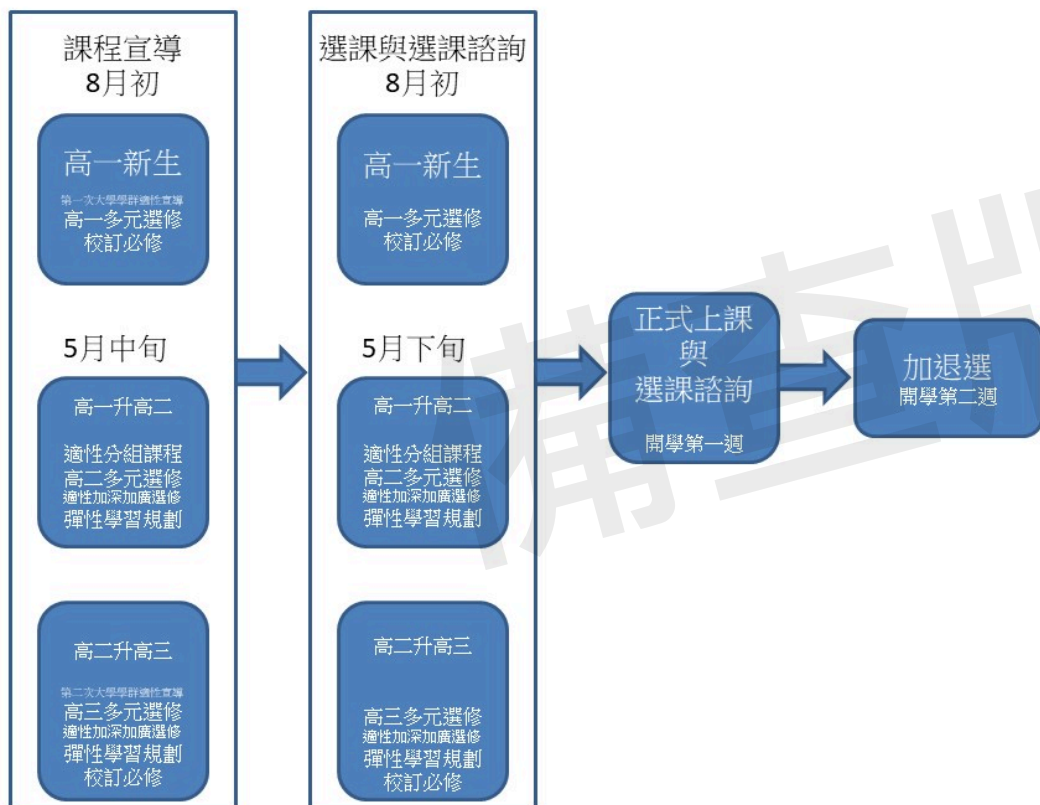 課程宣導
8月初
高一新生
第一次大學學群適性宣導
高一多元選修
校訂必修
5月中旬
高一升高二
適性分組課程
高二多元選修
適性加深加廣選修
彈性學習規劃
高二升高三
第二次大學學群適性宣導
高三多元選修
適性加深加廣選修
彈性學習規劃
校訂必修
選課與選課諮詢
8月初
高一新生
高一多元選修
校訂必修
5月下旬
高一升高二
適性分組課程
高二多元選修
適性加深加廣選修
彈性學習規劃
高二升高三
高三多元選修
適性加深加廣選修
彈性學習規劃
校訂必修
正式上課
與
選課諮詢
開學第一週
加退選
開學第二週
備查